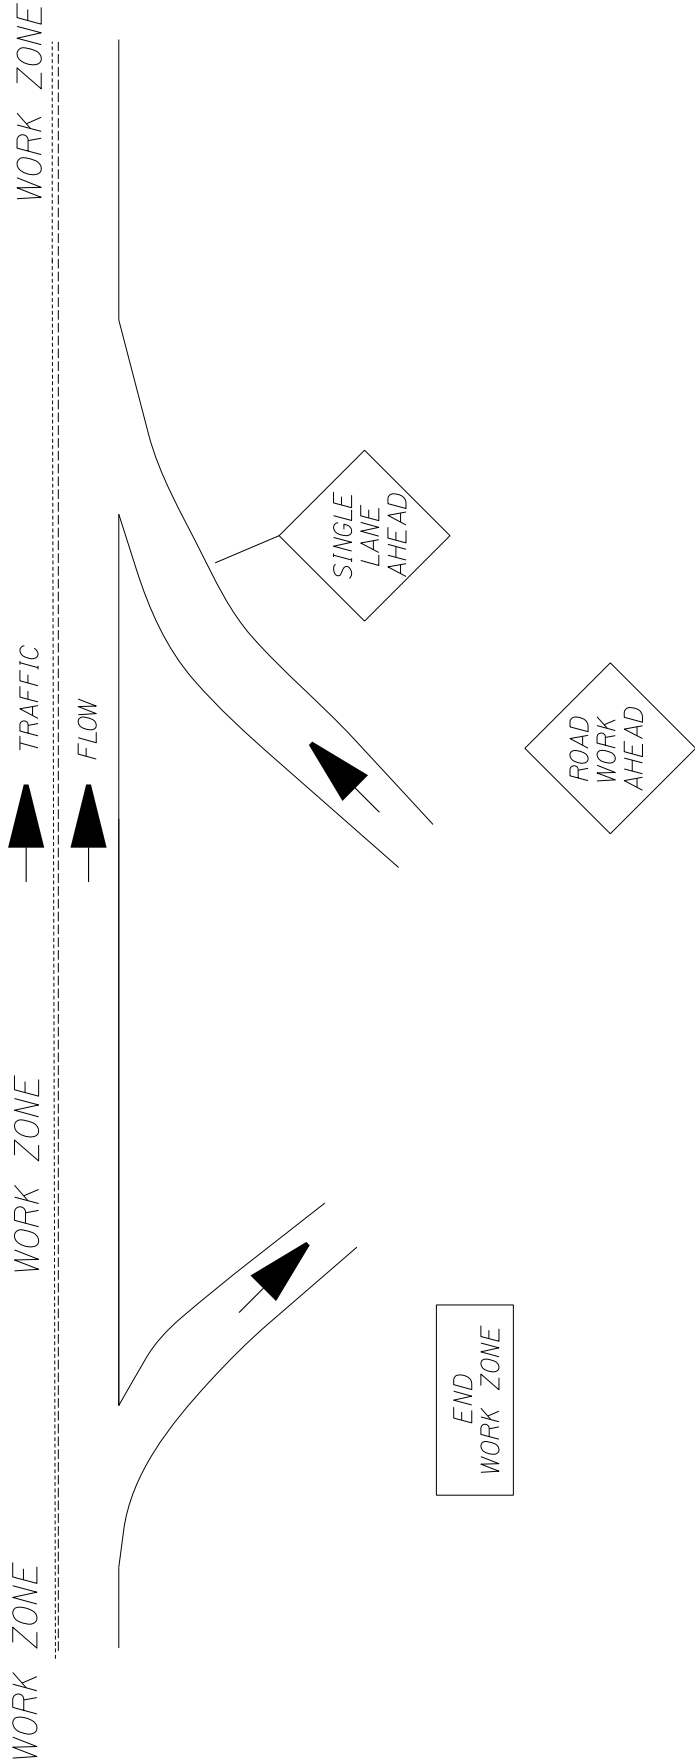 WORK ZONE
WORK ZONE
TRAFFIC
FLOW
WORK ZONE
END
WORK ZONE
SINGLE
LANE
AHEAD
ROAD
WORK
AHEAD